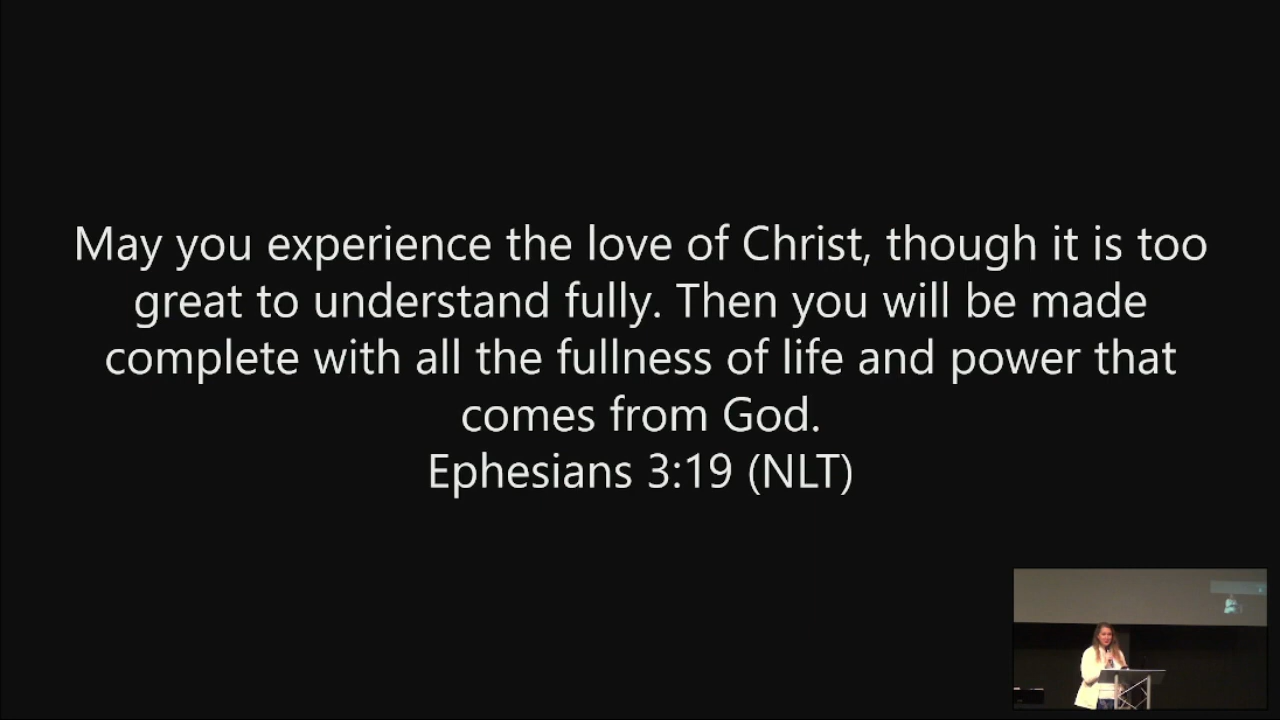 May you experience the love of Christ, though it is too
great to understand fully. Then you will be made
complete with all the fullness of life and power that
comes from God.
Ephesians 3:19 (NLT)